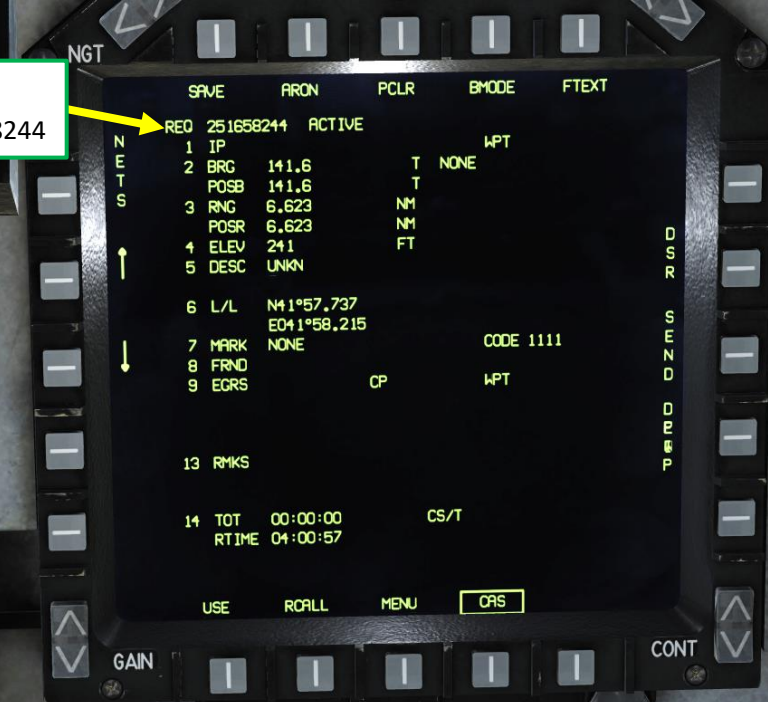 NGT
8244
SAVE ARON PCLR BMODE FTEXT
REQ 251658244 ACTIVE
1 IP WPT
2 BRG 141.6 T NONE
POSB 141.6 T
3 RNG 6.623 NM
POSR 6.623 NM
4 ELEV 241 FT
5 DESC UNKN
6 L/L N41°57.737
E041°58.215
7 MARK NONE CODE 1111
8 FRND
9 EGRS CP WPT
13 RMKS
14 TOT 00:00:00 CS/T
RTIME 04:00:57
NETS
DSR
SEND
USE RCALL MENU CAS
GAIN CONT